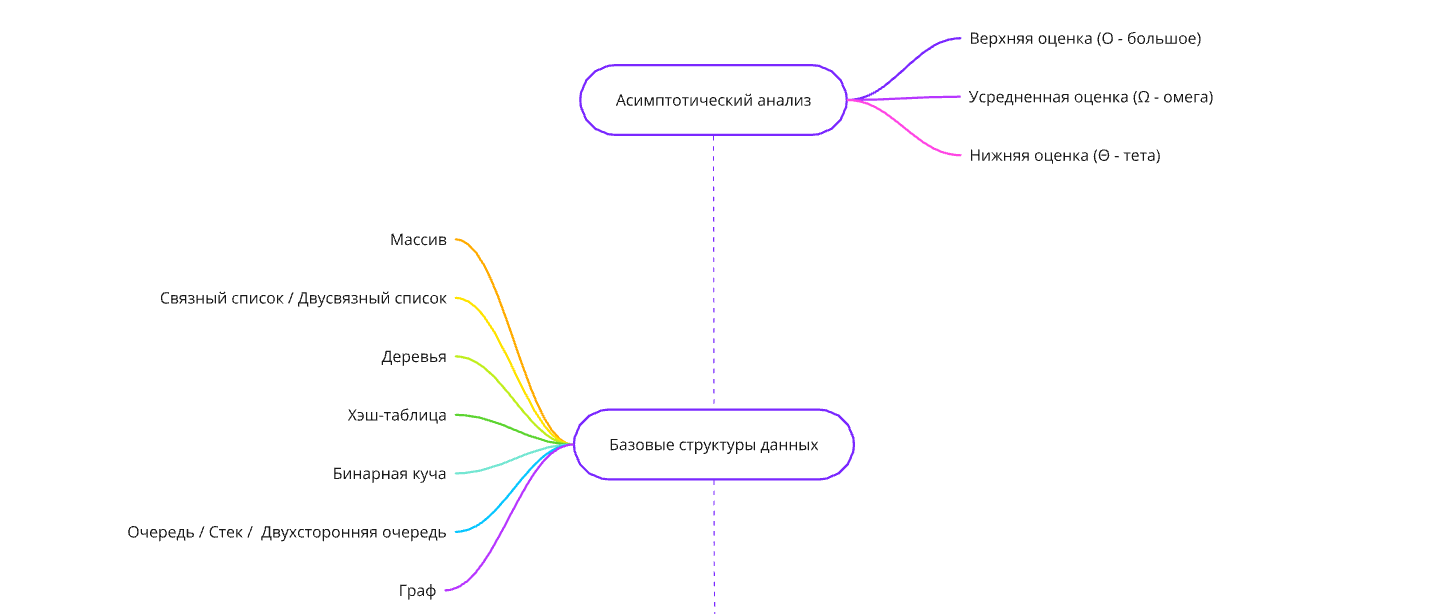 Верхняя оценка (О - большое)
Асимптотический анализ
Усредненная оценка (Ω - омега)
Нижняя оценка (Θ - тета)
Массив
Связный список / Двусвязный список
Деревья
Хэш-таблица
Базовые структуры данных
Бинарная куча
Очередь / Стек /  Двухсторонняя очередь
Граф